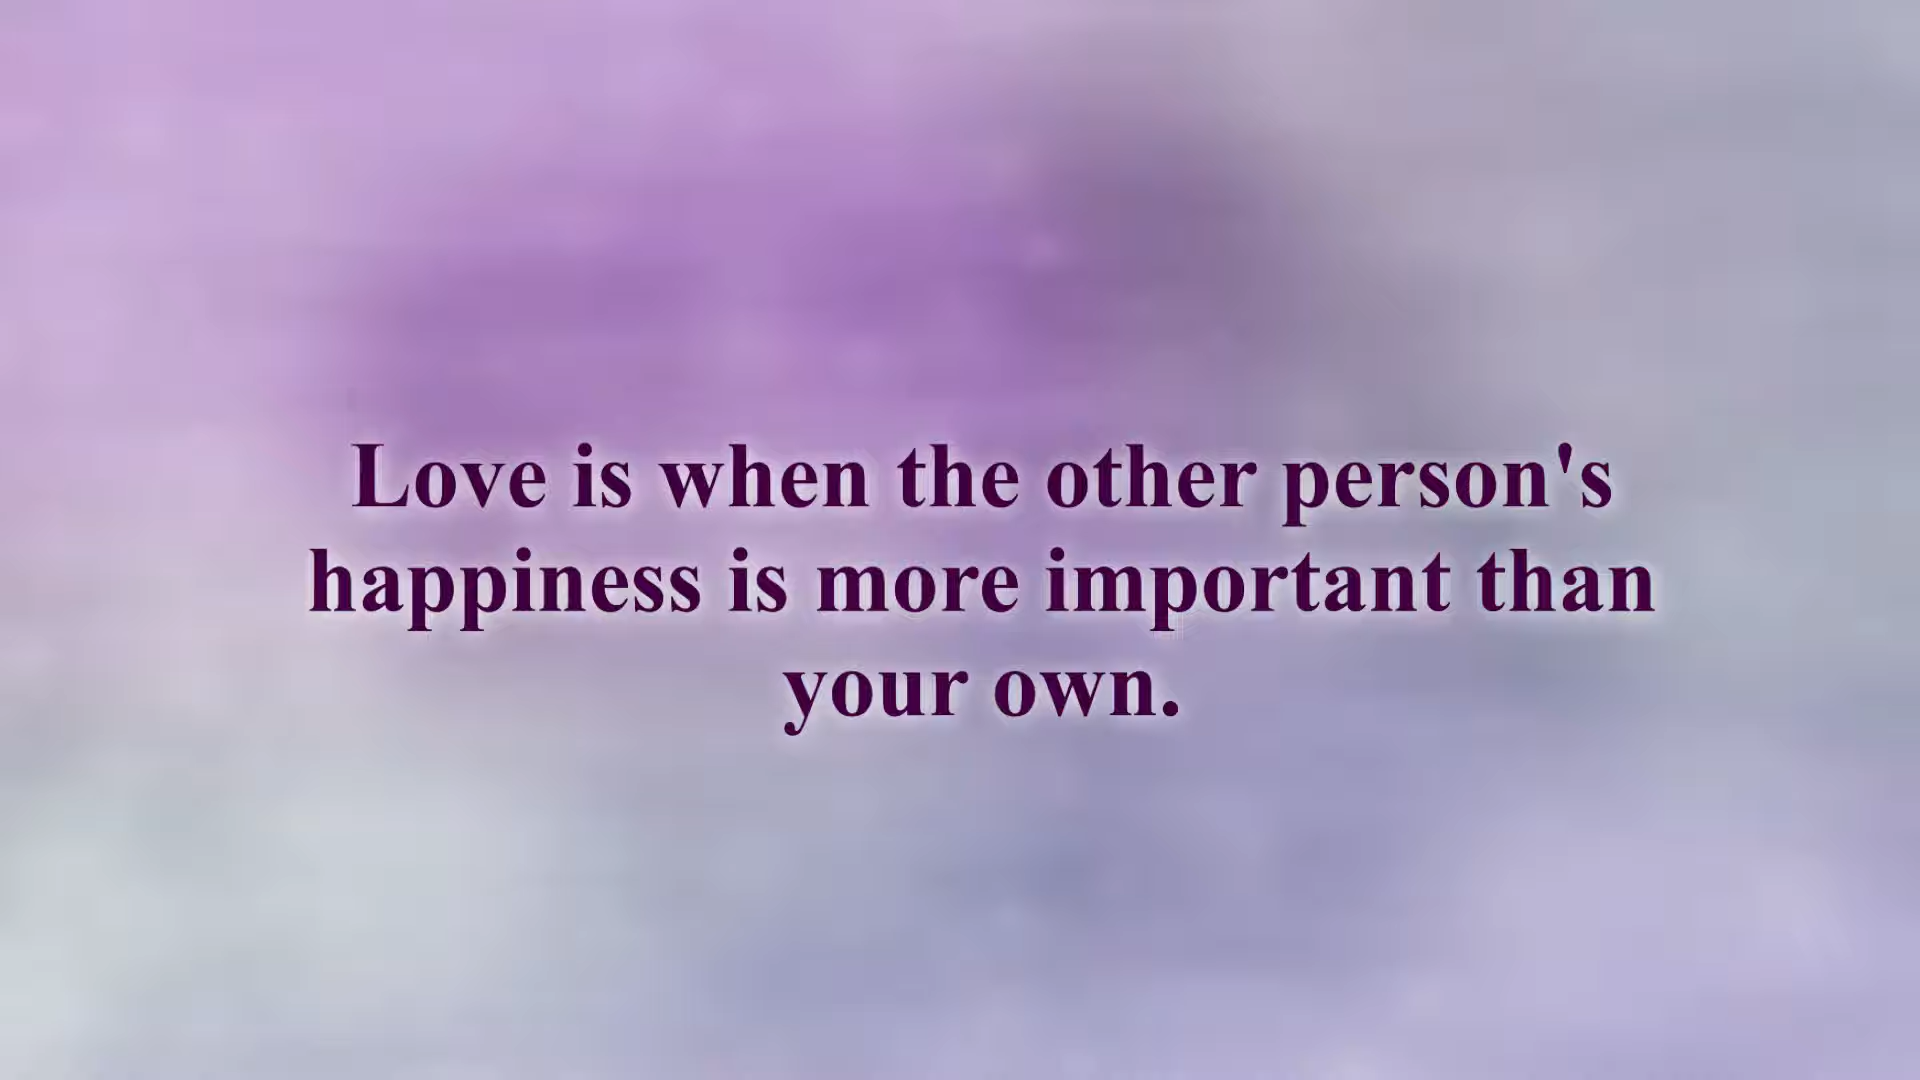 Love is when the other person's
happiness is more important than
your own.